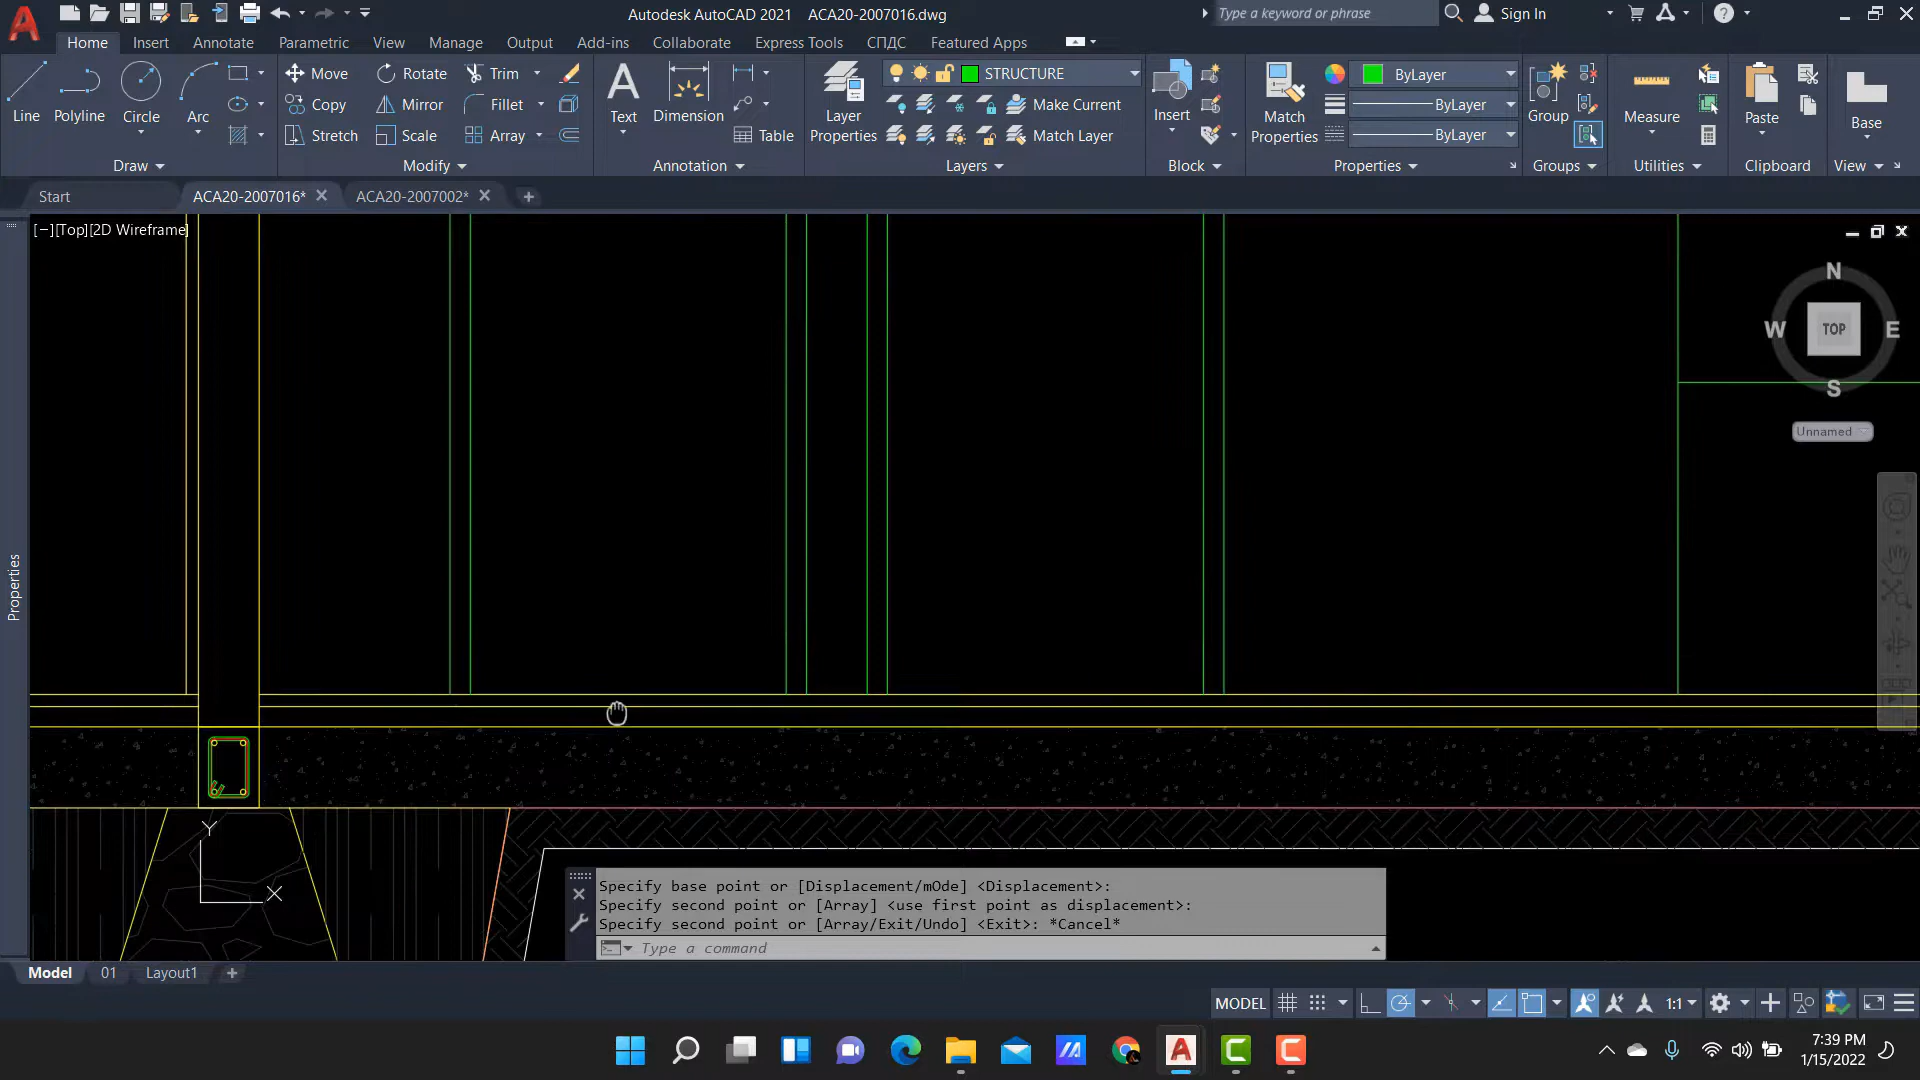 Autodesk AutoCAD 2021 ACA20-2007016.dwg
Type a keyword or phrase
Sign In
Home Insert Annotate Parametric View Manage Output Add-ins Collaborate Express Tools СПДС Featured Apps
Line Polyline Circle Arc
Move Rotate Trim
Copy Mirror Fillet
Stretch Scale Array
Text Dimension Table
Layer Properties
STRUCTURE
Make Current
Match Layer
Insert
Match Properties
ByLayer
ByLayer
ByLayer
Group
Measure
Paste
Base
Draw Modify Annotation Layers Block Properties Groups Utilities Clipboard View
Start ACA20-2007016* ACA20-2007002*
[−][Top][2D Wireframe]
N
W TOP E
S
Unnamed
Properties
Y
X
Specify base point or [Displacement/mOde] <Displacement>:
Specify second point or [Array] <use first point as displacement>:
Specify second point or [Array/Exit/Undo] <Exit>: *Cancel*
Type a command
Model 01 Layout1
MODEL 1:1
7:39 PM
1/15/2022